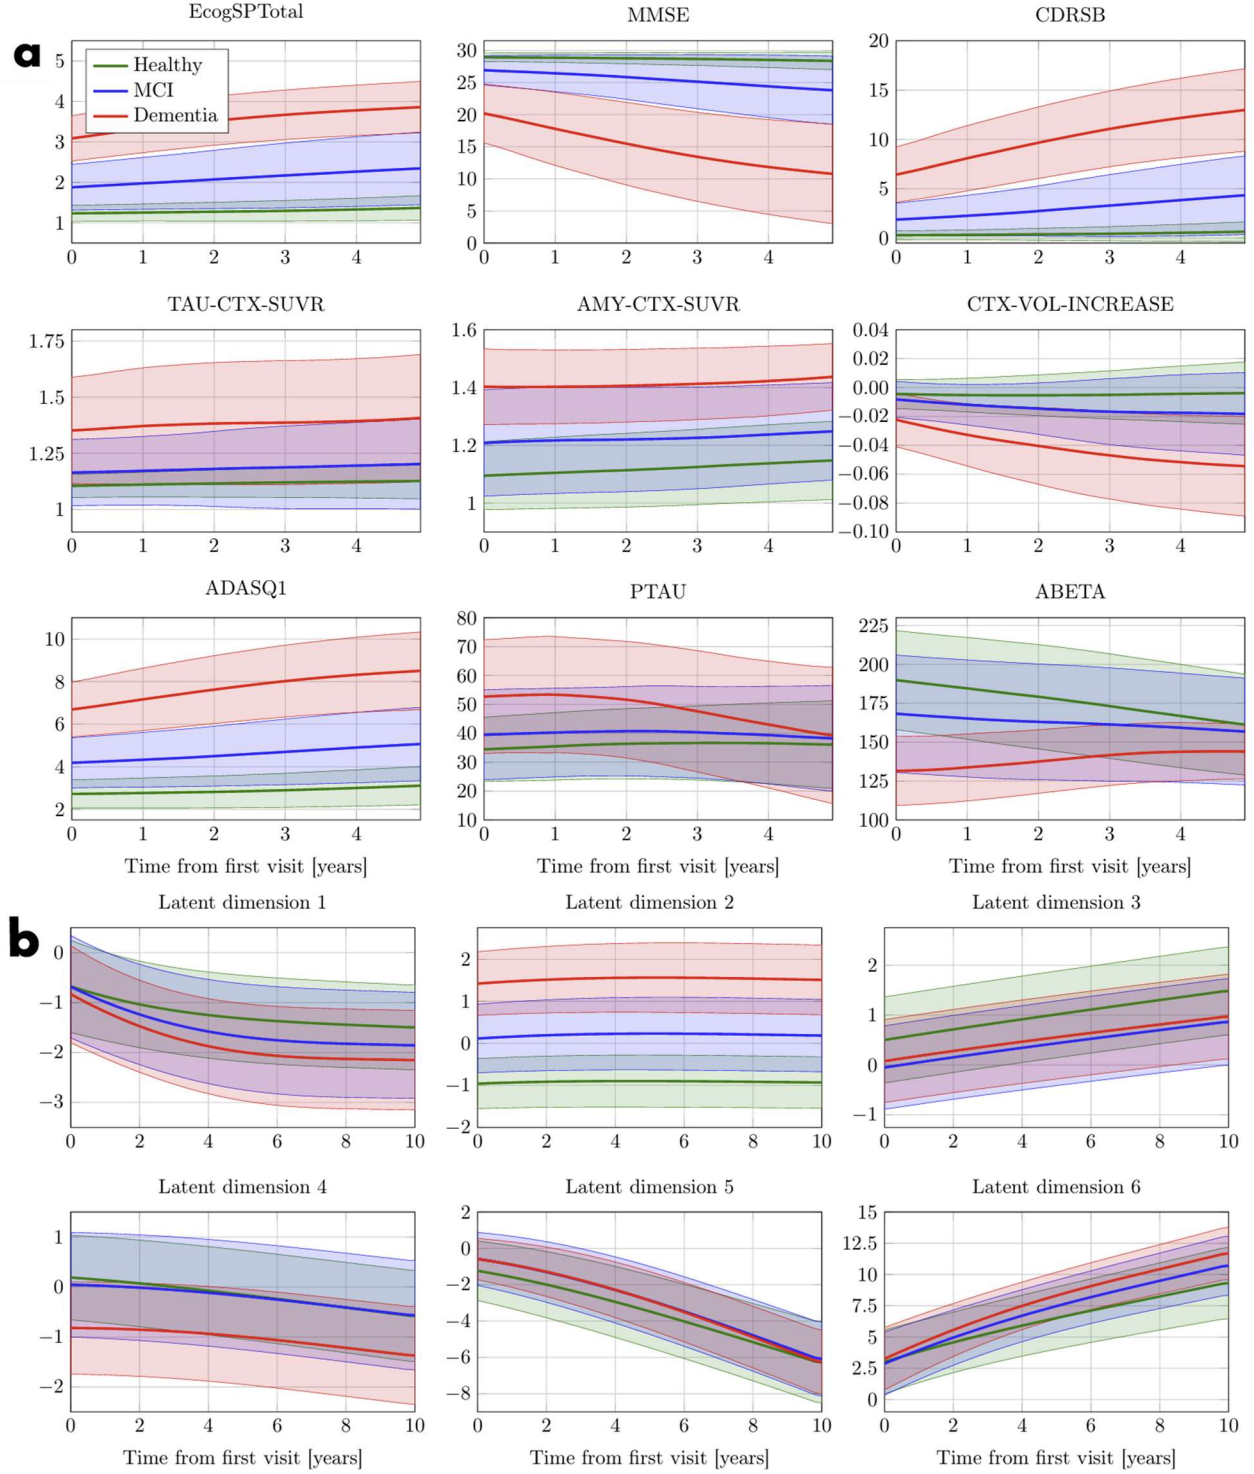 a
EcogSPTotal
5
4
3
2
1
0 1 2 3 4
Healthy
MCI
Dementia
MMSE
30
25
20
15
10
5
0
0 1 2 3 4
CDRSB
20
15
10
5
0
0 1 2 3 4
TAU-CTX-SUVR
1.75
1.5
1.25
1
0 1 2 3 4
AMY-CTX-SUVR
1.6
1.4
1.2
1
0 1 2 3 4
CTX-VOL-INCREASE
0.04
0.02
0.00
−0.02
−0.04
−0.06
−0.08
−0.10
0 1 2 3 4
ADASQ1
10
8
6
4
2
0 1 2 3 4
Time from first visit [years]
PTAU
80
70
60
50
40
30
20
10
0 1 2 3 4
Time from first visit [years]
ABETA
225
200
175
150
125
100
0 1 2 3 4
Time from first visit [years]
b
Latent dimension 1
0
−1
−2
−3
0 2 4 6 8 10
Latent dimension 2
2
1
0
−1
−2
0 2 4 6 8 10
Latent dimension 3
2
1
0
−1
0 2 4 6 8 10
Latent dimension 4
1
0
−1
−2
0 2 4 6 8 10
Time from first visit [years]
Latent dimension 5
2
0
−2
−4
−6
−8
0 2 4 6 8 10
Time from first visit [years]
Latent dimension 6
15
12.5
10
7.5
5
2.5
0
0 2 4 6 8 10
Time from first visit [years]